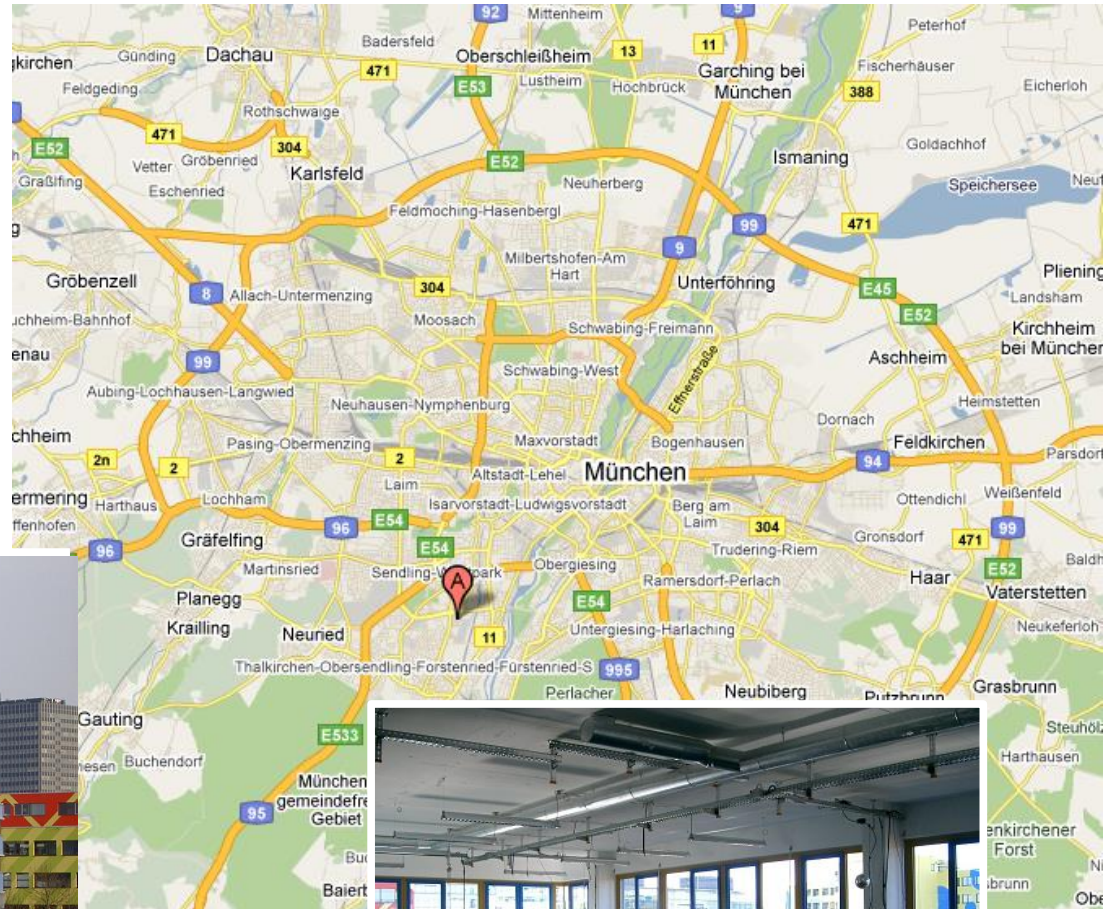 92
Mittenheim
9
Peterhof
Günding
Dachau
Badersfeld
Oberschleißheim
13
11
Garching bei
München
Fischerhäuser
Feldgeding
471
E53
Lustheim
Hochbrück
388
Eicherloh
Rothschwaige
471
304
E52
Vetter
Gröbenried
Karlsfeld
E52
Ismaning
Goldachhof
Graßlfing
Eschenried
Neuherberg
Speichersee
Feldmoching-Hasenbergl
99
471
9
Milbertshofen-Am
Hart
Gröbenzell
8
Allach-Untermenzing
304
Unterföhring
E45
Landsham
Moosach
Schwabing-Freimann
E52
Kirchheim
bei München
99
Aschheim
Schwabing-West
Effnerstraße
Aubing-Lochhausen-Langwied
Neuhausen-Nymphenburg
Heimstetten
Dornach
Maxvorstadt
Bogenhausen
Feldkirchen
2n
2
Pasing-Obermenzing
2
94
Parsdorf
Altstadt-Lehel
München
Laim
Harthaus
Lochham
Isarvorstadt-Ludwigsvorstadt
Ottendichl
Weißenfeld
Berg am
Laim
96
E54
304
99
96
Gräfelfing
E54
Gronsdorf
471
Trudering-Riem
Martinsried
Obergiesing
E52
A
Ramersdorf-Perlach
Haar
Vaterstetten
Planegg
E54
Krailling
Neuried
11
Untergiesing-Harlaching
Neukeferloh
Thalkirchen-Obersendling-Forstenried-Fürstenried-S
995
Perlacher
Neubiberg
Putzbrunn
Grasbrunn
Gauting
E533
Buchendorf
Harthausen
München
gemeindefre
Gebiet
95
enkirchener
Forst
Baiert
brunn